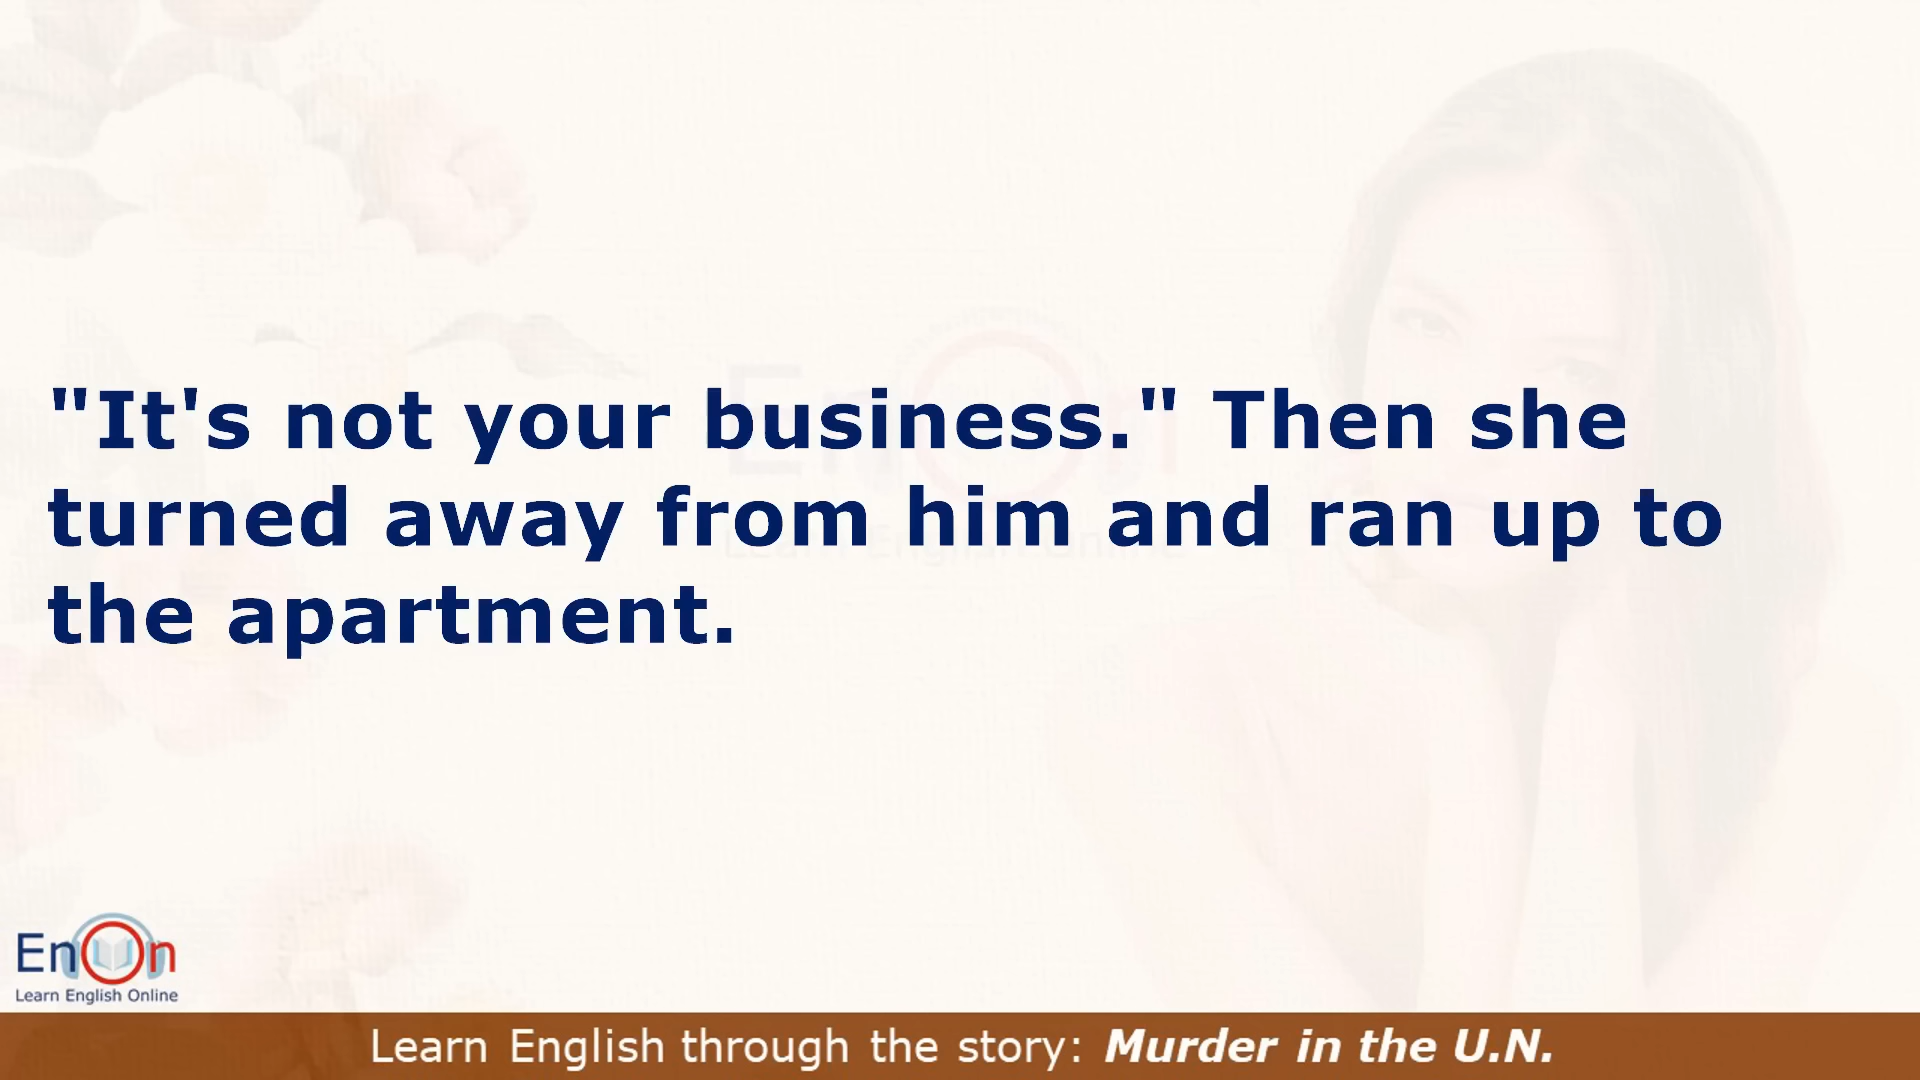 "It's not your business." Then she
turned away from him and ran up to
the apartment.
EnOn
Learn English Online
Learn English through the story: Murder in the U.N.